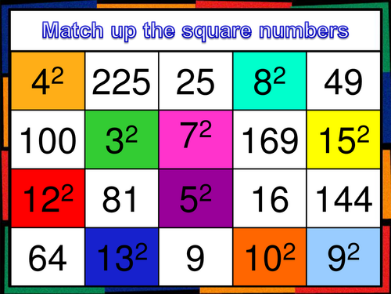 Match up the square numbers
4² 225 25 8² 49
100 3² 7² 169 15²
12² 81 5² 16 144
64 13² 9 10² 9²